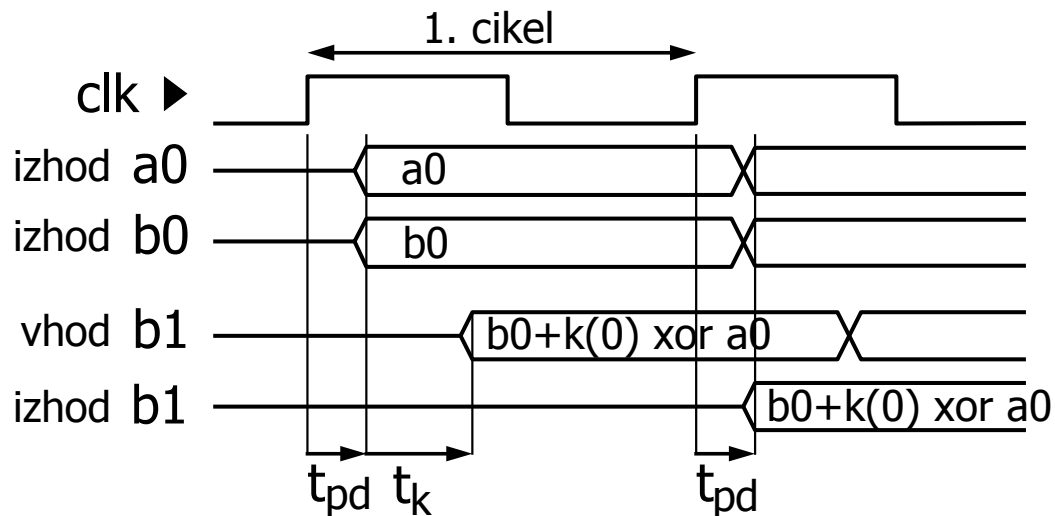 1. cikel
clk
izhod a0 a0
izhod b0 b0
vhod b1 b0+k(0) xor a0
izhod b1 b0+k(0) xor a0
tpd tk tpd